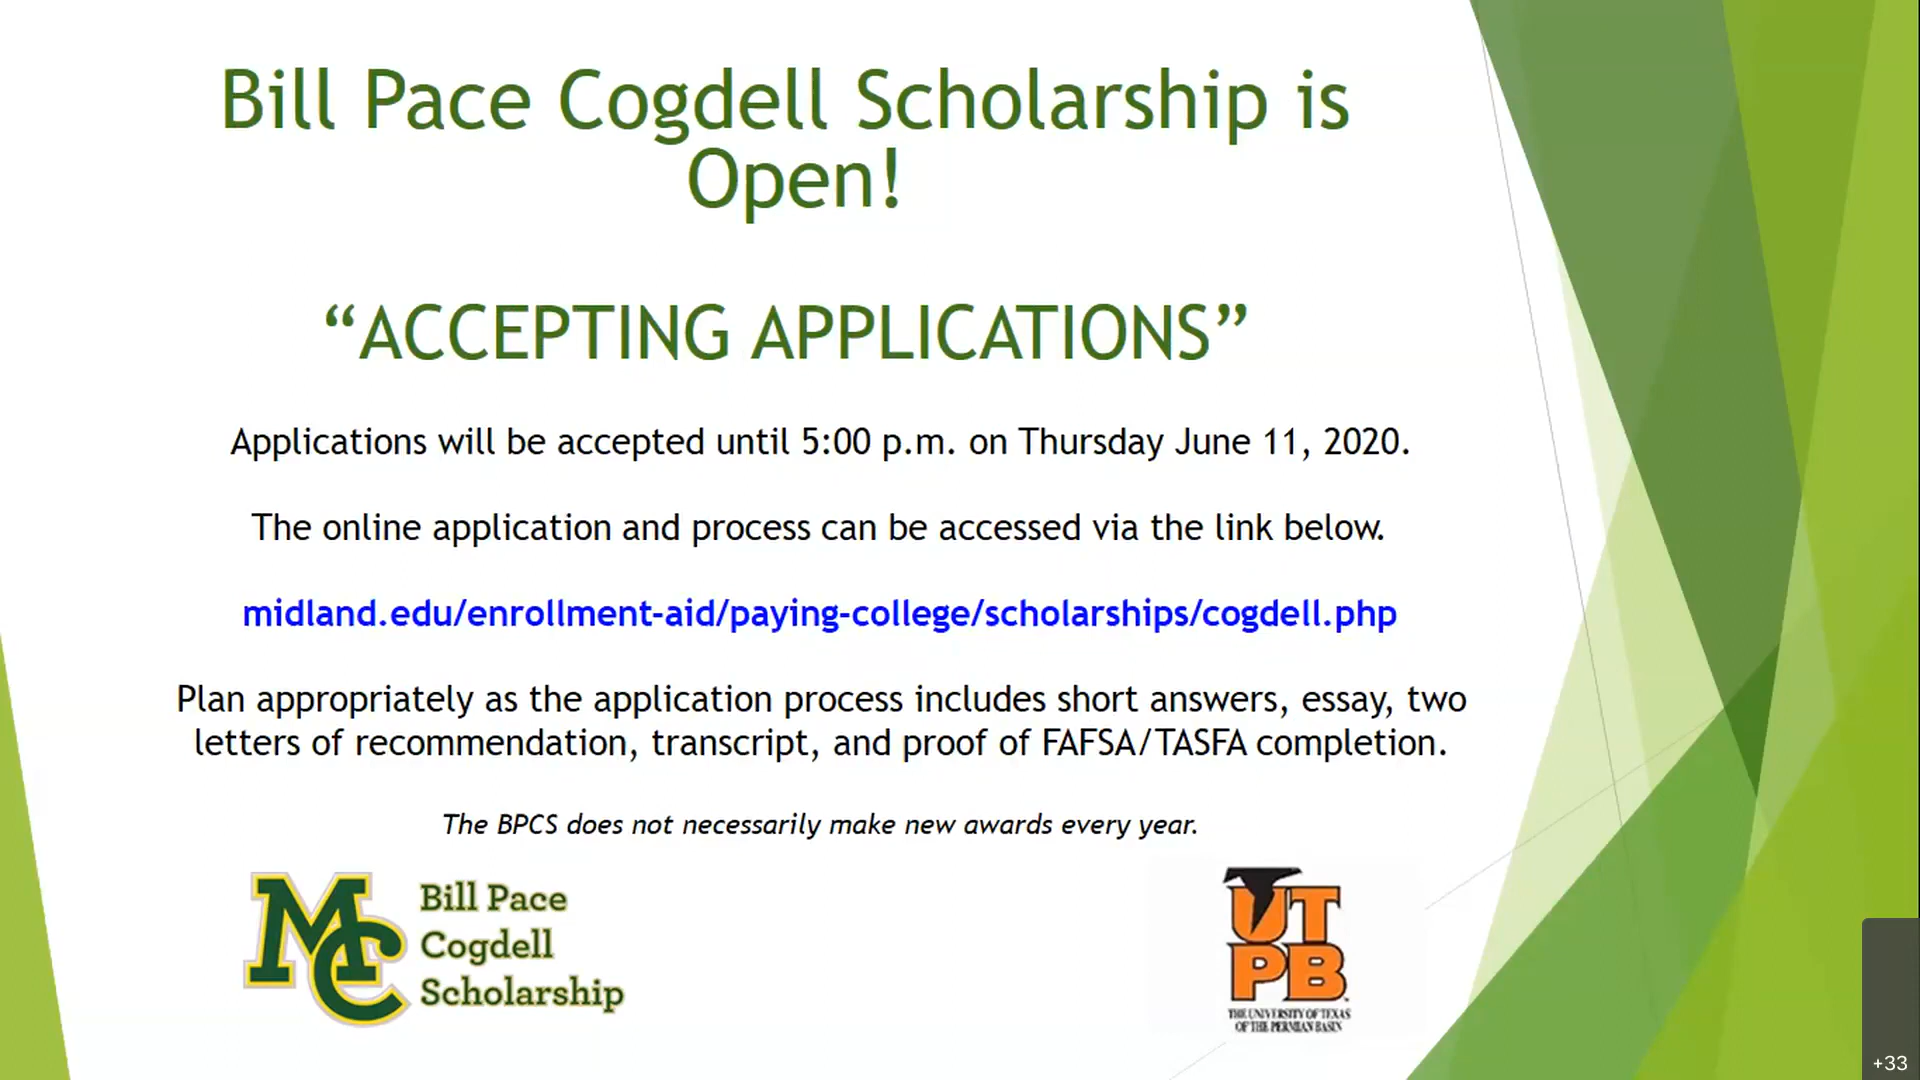 Bill Pace Cogdell Scholarship is
Open!
“ACCEPTING APPLICATIONS”
Applications will be accepted until 5:00 p.m. on Thursday June 11, 2020.
The online application and process can be accessed via the link below.
midland.edu/enrollment-aid/paying-college/scholarships/cogdell.php
Plan appropriately as the application process includes short answers, essay, two
letters of recommendation, transcript, and proof of FAFSA/TASFA completion.
The BPCS does not necessarily make new awards every year.
MC
Bill Pace
Cogdell
Scholarship
UT
PB
THE UNIVERSITY OF TEXAS
OF THE PERMIAN BASIN
+33